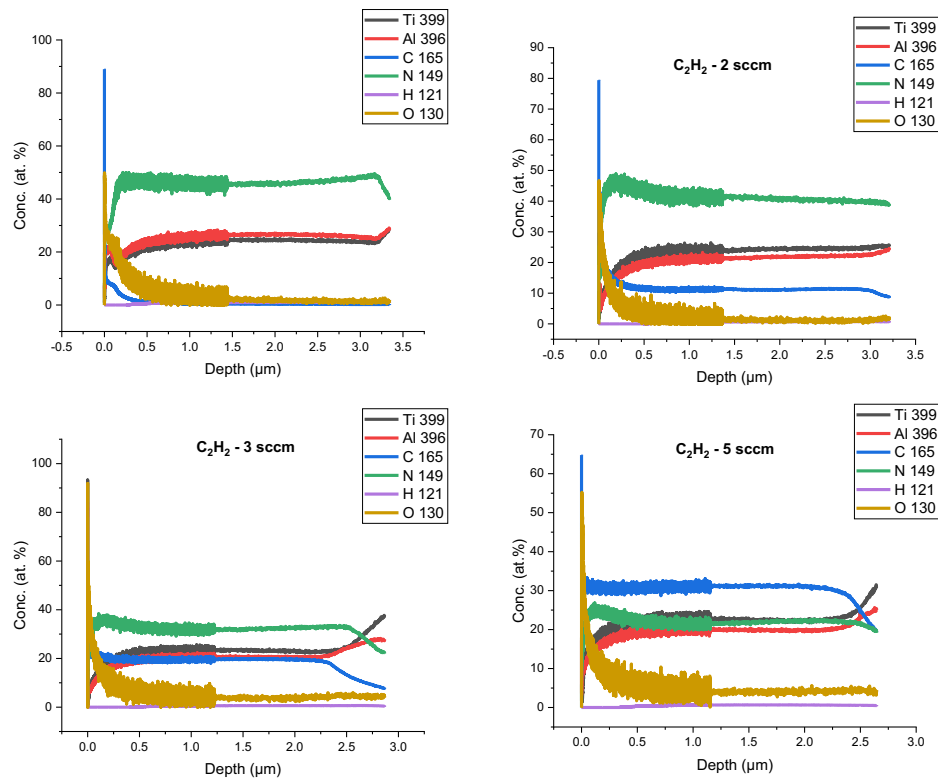 Ti 399
Al 396
C 165
N 149
H 121
O 130
100
80
60
40
20
0
-0.5
0.0
0.5
1.0
1.5
2.0
2.5
3.0
3.5
Conc. (at. %)
Depth (µm)
C₂H₂ - 2 sccm
Ti 399
Al 396
C 165
N 149
H 121
O 130
90
80
70
60
50
40
30
20
10
0
-0.5
0.0
0.5
1.0
1.5
2.0
2.5
3.0
3.5
Conc. (at. %)
Depth (µm)
C₂H₂ - 3 sccm
Ti 399
Al 396
C 165
N 149
H 121
O 130
100
80
60
40
20
0
0.0
0.5
1.0
1.5
2.0
2.5
3.0
Conc. (at. %)
Depth (µm)
C₂H₂ - 5 sccm
Ti 399
Al 396
C 165
N 149
H 121
O 130
70
60
50
40
30
20
10
0
0.0
0.5
1.0
1.5
2.0
2.5
3.0
Conc. (at. %)
Depth (µm)